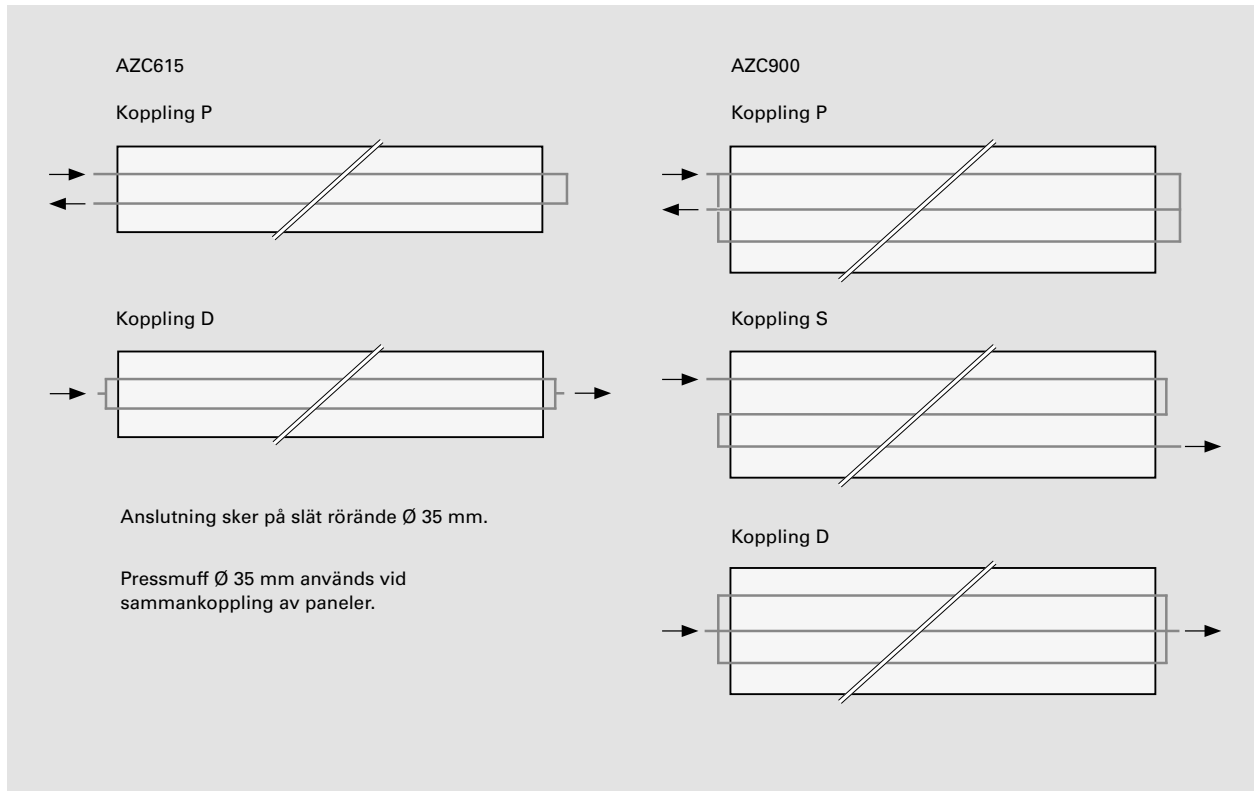 AZC615
Koppling P
Koppling D
Anslutning sker på slät rörände Ø 35 mm.
Pressmuff Ø 35 mm används vid
sammankoppling av paneler.
AZC900
Koppling P
Koppling S
Koppling D